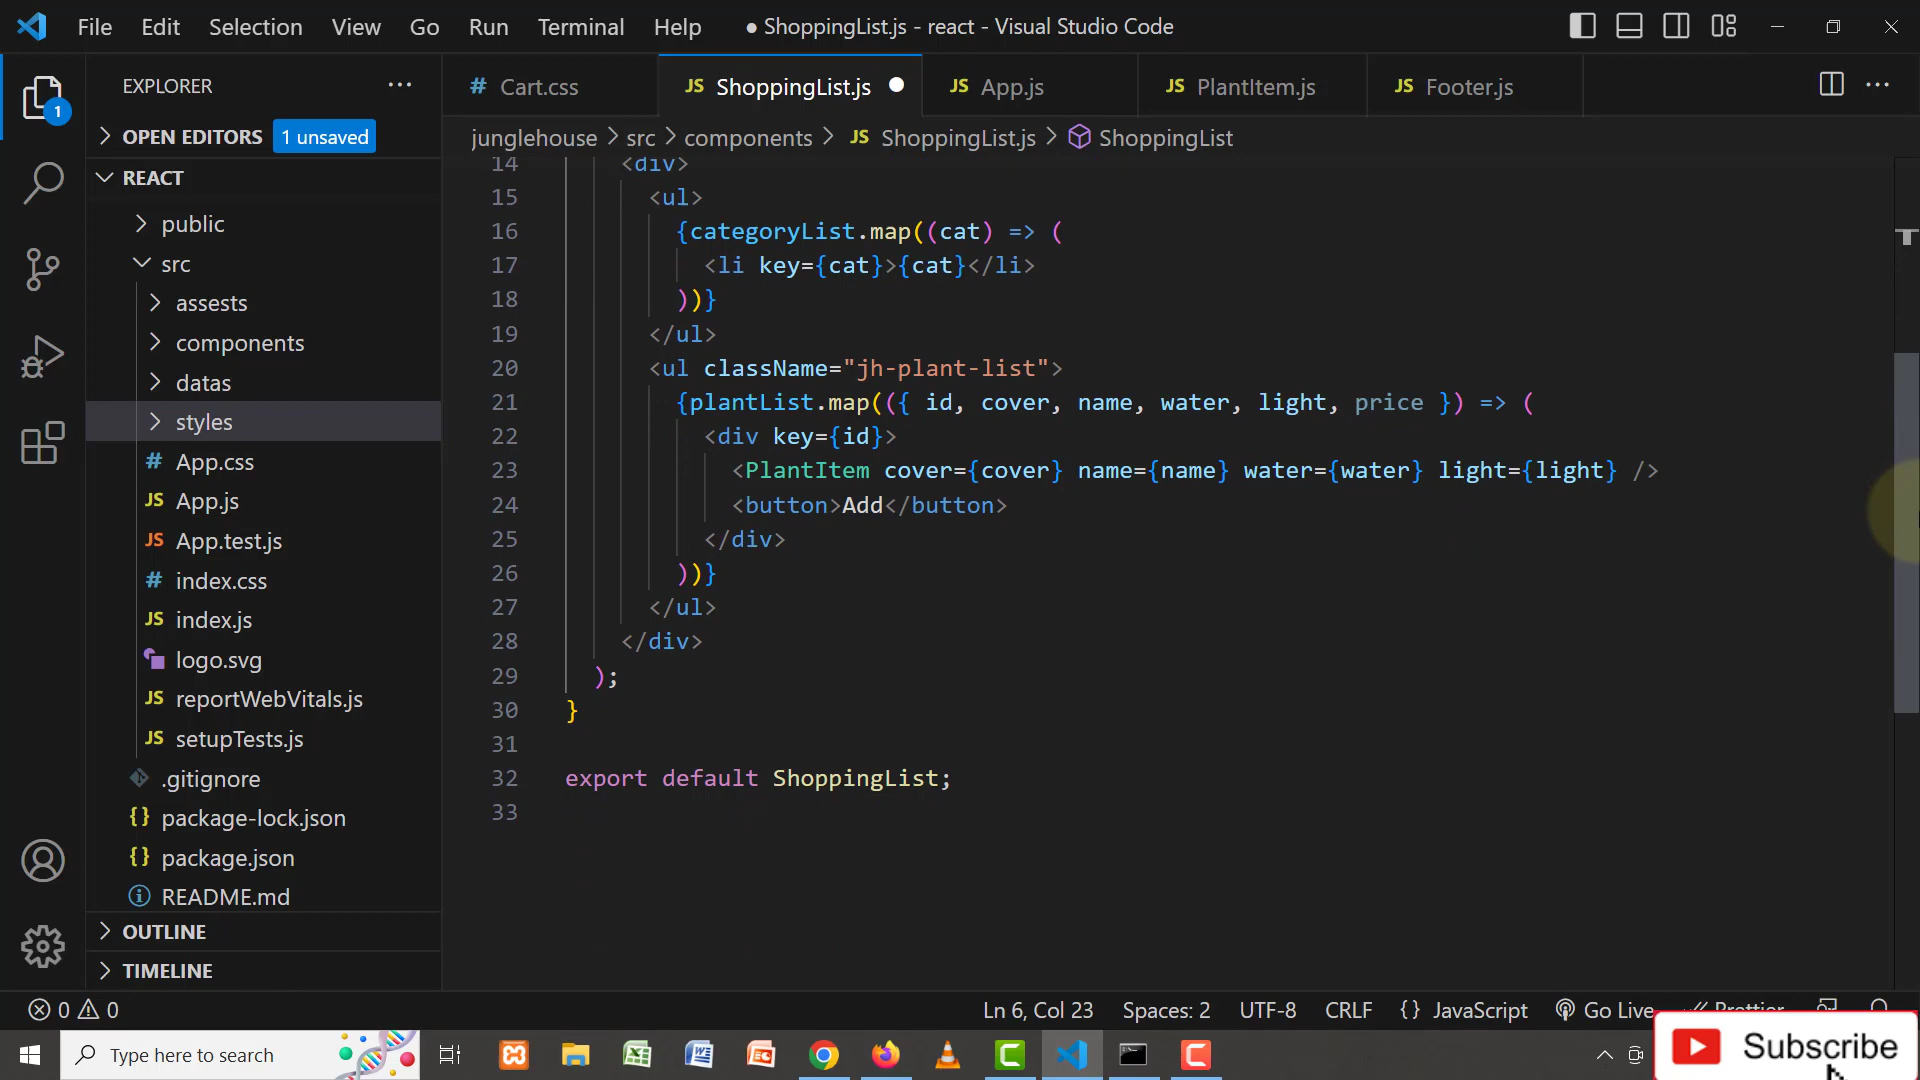 File Edit Selection View Go Run Terminal Help ● ShoppingList.js - react - Visual Studio Code
EXPLORER
1
OPEN EDITORS 1 unsaved
REACT
public
src
assests
components
datas
styles
# App.css
JS App.js
JS App.test.js
# index.css
JS index.js
logo.svg
JS reportWebVitals.js
JS setupTests.js
.gitignore
{} package-lock.json
{} package.json
README.md
OUTLINE
TIMELINE
# Cart.css JS ShoppingList.js JS App.js JS PlantItem.js JS Footer.js
junglehouse > src > components > JS ShoppingList.js > ShoppingList
14 <div>
15 <ul>
16 {categoryList.map((cat) => (
17 <li key={cat}>{cat}</li>
18 ))}
19 </ul>
20 <ul className="jh-plant-list">
21 {plantList.map(({ id, cover, name, water, light, price }) => (
22 <div key={id}>
23 <PlantItem cover={cover} name={name} water={water} light={light} />
24 <button>Add</button>
25 </div>
26 ))}
27 </ul>
28 </div>
29 );
30 }
31
32 export default ShoppingList;
33
0 0 Ln 6, Col 23 Spaces: 2 UTF-8 CRLF {} JavaScript Go Live Prettier
Type here to search
Subscribe